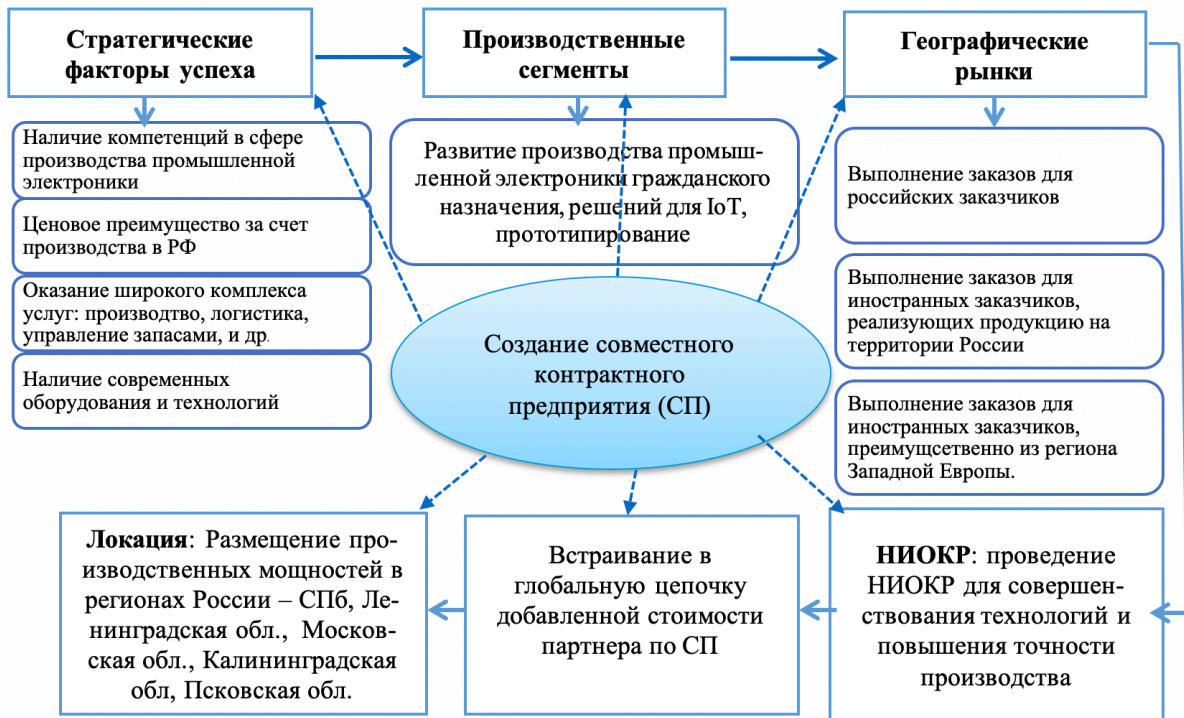 Стратегические
факторы успеха
Производственные
сегменты
Географические
рынки
Наличие компетенций в сфере
производства промышленной
электроники
Ценовое преимущество за счет
производства в РФ
Оказание широкого комплекса
услуг: производтво, логистика,
управление запасами, и др.
Наличие современных
оборудования и технологий
Развитие производства промыш-
ленной электроники гражданского
назначения, решений для IoT,
прототипирование
Выполнение заказов для
российских заказчиков
Выполнение заказов для
иностранных заказчиков,
реализующих продукцию на
территории России
Выполнение заказов для
иностранных заказчиков,
преимущсетвенно из региона
Западной Европы.
Создание совместного
контрактного
предприятия (СП)
Локация: Размещение про-
изводственных мощностей в
регионах России – СПб, Ле-
нинградская обл., Москов-
ская обл., Калининградская
обл, Псковская обл.
Встраивание в
глобальную цепочку
добавленной стоимости
партнера по СП
НИОКР: проведение
НИОКР для совершен-
ствования технологий и
повышения точности
производства